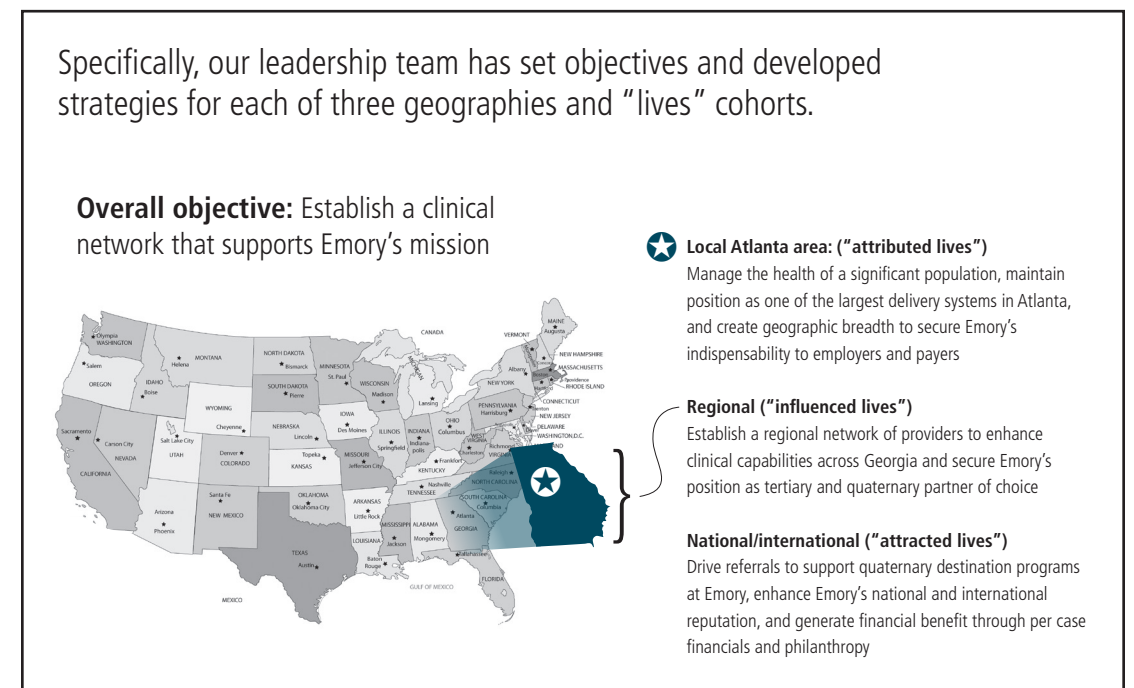 Specifically, our leadership team has set objectives and developed
strategies for each of three geographies and “lives” cohorts.
Overall objective: Establish a clinical
network that supports Emory’s mission
Olympia
WASHINGTON
Salem
OREGON
MONTANA
Helena
IDAHO
Boise
WYOMING
Cheyenne
NORTH DAKOTA
Bismarck
SOUTH DAKOTA
Pierre
MINNESOTA
St. Paul
WISCONSIN
Madison
Lansing
CANADA
VERMONT
MAINE
Augusta
NEW HAMPSHIRE
MASSACHUSETTS
Providence
RHODE ISLAND
CONNECTICUT
Albany
NEW YORK
PENNSYLVANIA
Harrisburg
NEW JERSEY
DELAWARE
WASHINGTON,D.C.
Sacramento
Carson City
NEVADA
CALIFORNIA
Salt Lake City
UTAH
Denver
COLORADO
NEBRASKA
Lincoln
IOWA
Des Moines
ILLINOIS
Springfield
INDIANA
Indiana-
polis
OHIO
Columbus
WEST
VIRGINIA
Charleston
Richmond
Topeka
KANSAS
MISSOURI
Jefferson City
KENTUCKY
Frankfort
Raleigh
NORTH CAROLINA
Nashville
TENNESSEE
SOUTH CAROLINA
Columbia
Arizona
Phoenix
Santa Fe
NEW MEXICO
OKLAHOMA
Oklahoma City
ARKANSAS
Little Rock
MISSISSIPPI
Jackson
ALABAMA
Mongomery
Atlanta
GEORGIA
TEXAS
Austin
LOUISIANA
Baton
Rouge
Tallahassee
FLORIDA
GULF OF MEXICO
MEXICO
Local Atlanta area: (“attributed lives”)
Manage the health of a significant population, maintain
position as one of the largest delivery systems in Atlanta,
and create geographic breadth to secure Emory’s
indispensability to employers and payers
Regional (“influenced lives”)
Establish a regional network of providers to enhance
clinical capabilities across Georgia and secure Emory’s
position as tertiary and quaternary partner of choice
National/international (“attracted lives”)
Drive referrals to support quaternary destination programs
at Emory, enhance Emory’s national and international
reputation, and generate financial benefit through per case
financials and philanthropy